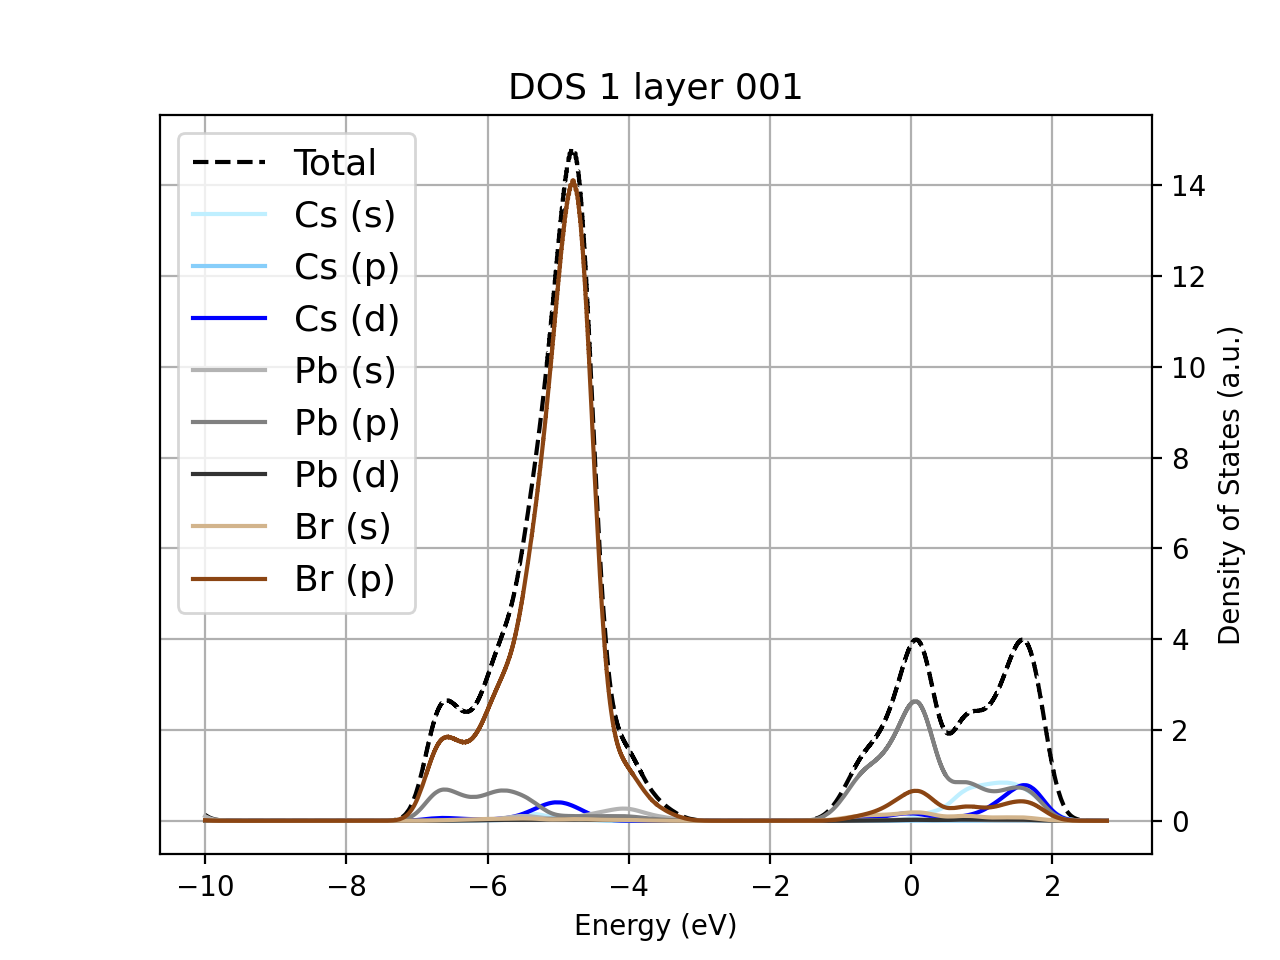 DOS 1 layer 001
Total
Cs (s)
Cs (p)
Cs (d)
Pb (s)
Pb (p)
Pb (d)
Br (s)
Br (p)
14
12
10
8
6
4
2
0
Density of States (a.u.)
−10 −8 −6 −4 −2 0 2
Energy (eV)